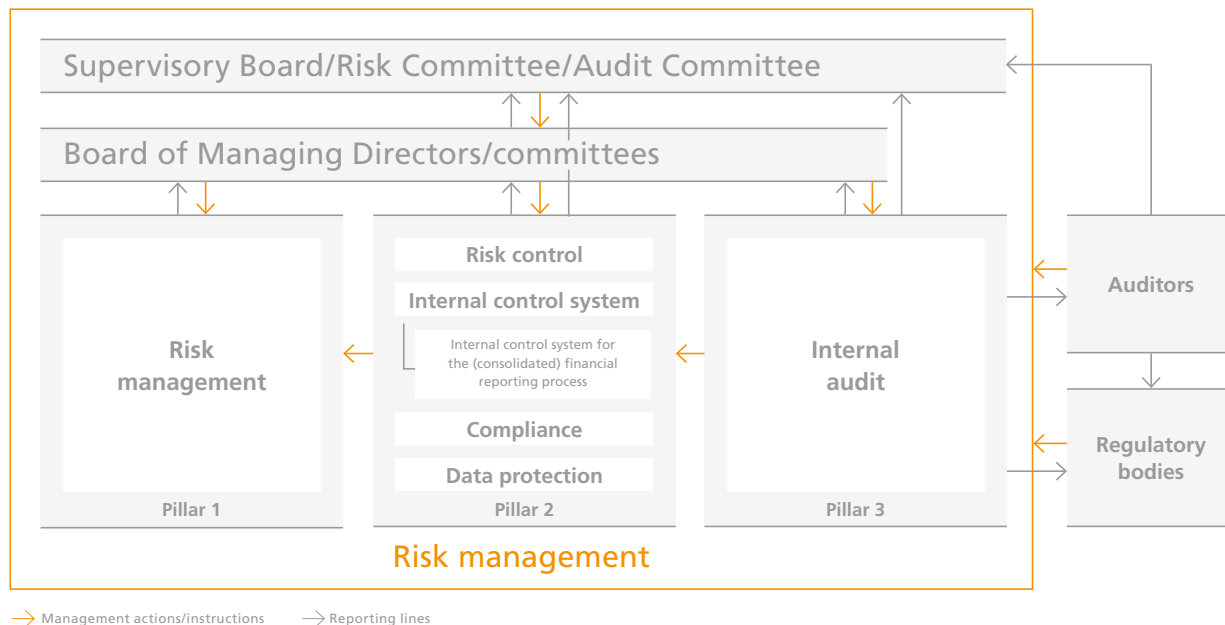 Supervisory Board/Risk Committee/Audit Committee
Board of Managing Directors/committees
Risk
management
Pillar 1
Risk control
Internal control system
Internal control system for
the (consolidated) financial
reporting process
Compliance
Data protection
Pillar 2
Internal
audit
Pillar 3
Auditors
Regulatory
bodies
Risk management
Management actions/instructions
Reporting lines